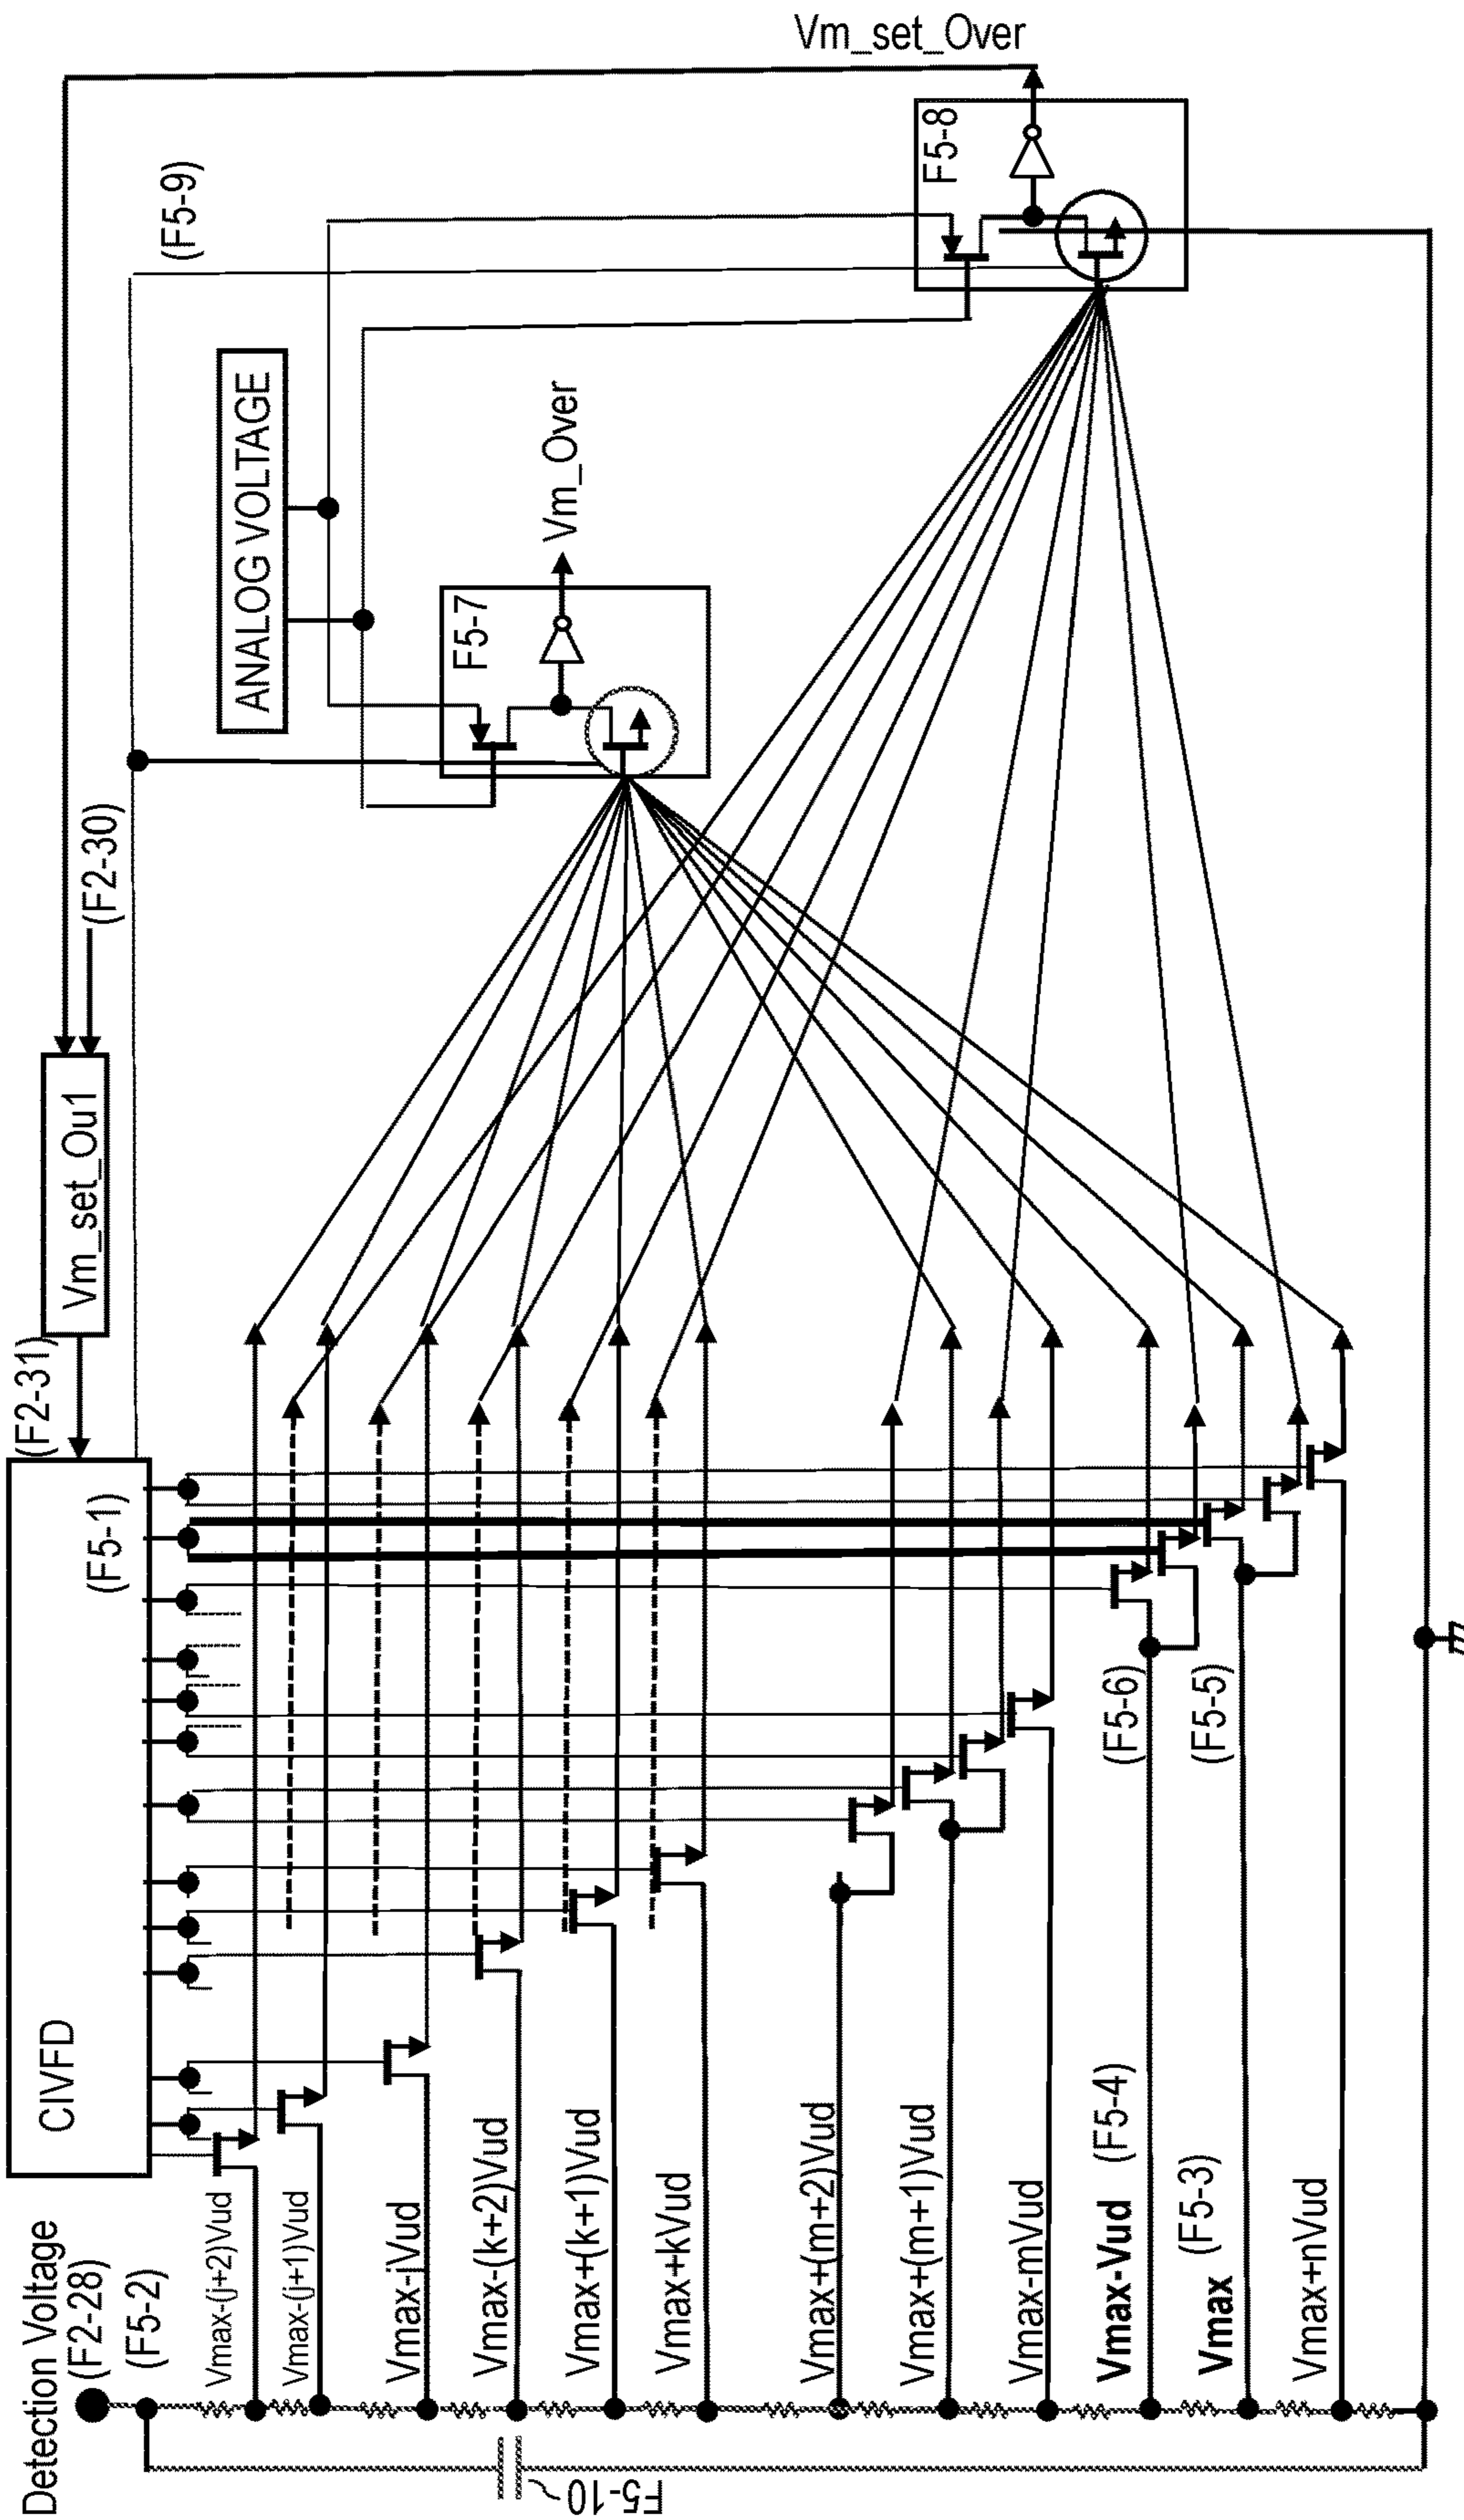 Detection Voltage
(F2-28)
(F5-2)
CIVFD
(F5-1)
(F2-31)
Vm_set_Ou1
(F2-30)
ANALOG VOLTAGE
(F5-9)
Vm_set_Over
F5-8
F5-7
Vm_Over
Vmax-(j+2)Vud
Vmax-(j+1)Vud
Vmax-jVud
Vmax-(k+2)Vud
Vmax+(k+1)Vud
Vmax+kVud
Vmax+(m+2)Vud
Vmax+(m+1)Vud
Vmax-mVud
Vmax-Vud (F5-4)
(F5-6)
Vmax (F5-3)
(F5-5)
Vmax+nVud
F5-10